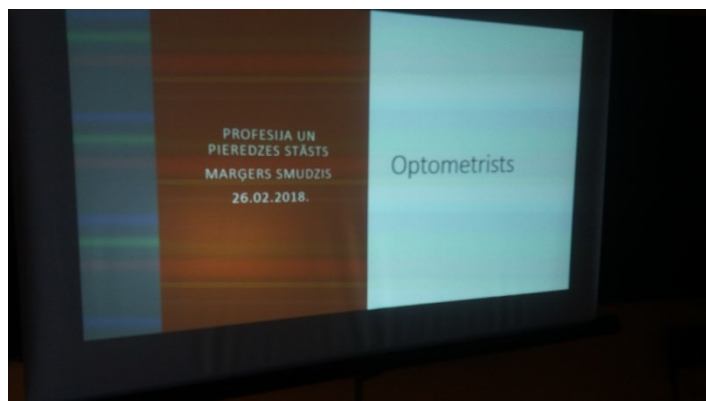 PROFESIJA UN
PIEREDZES STĀSTS
MARĢERS SMUDZIS
26.02.2018.
Optometrists